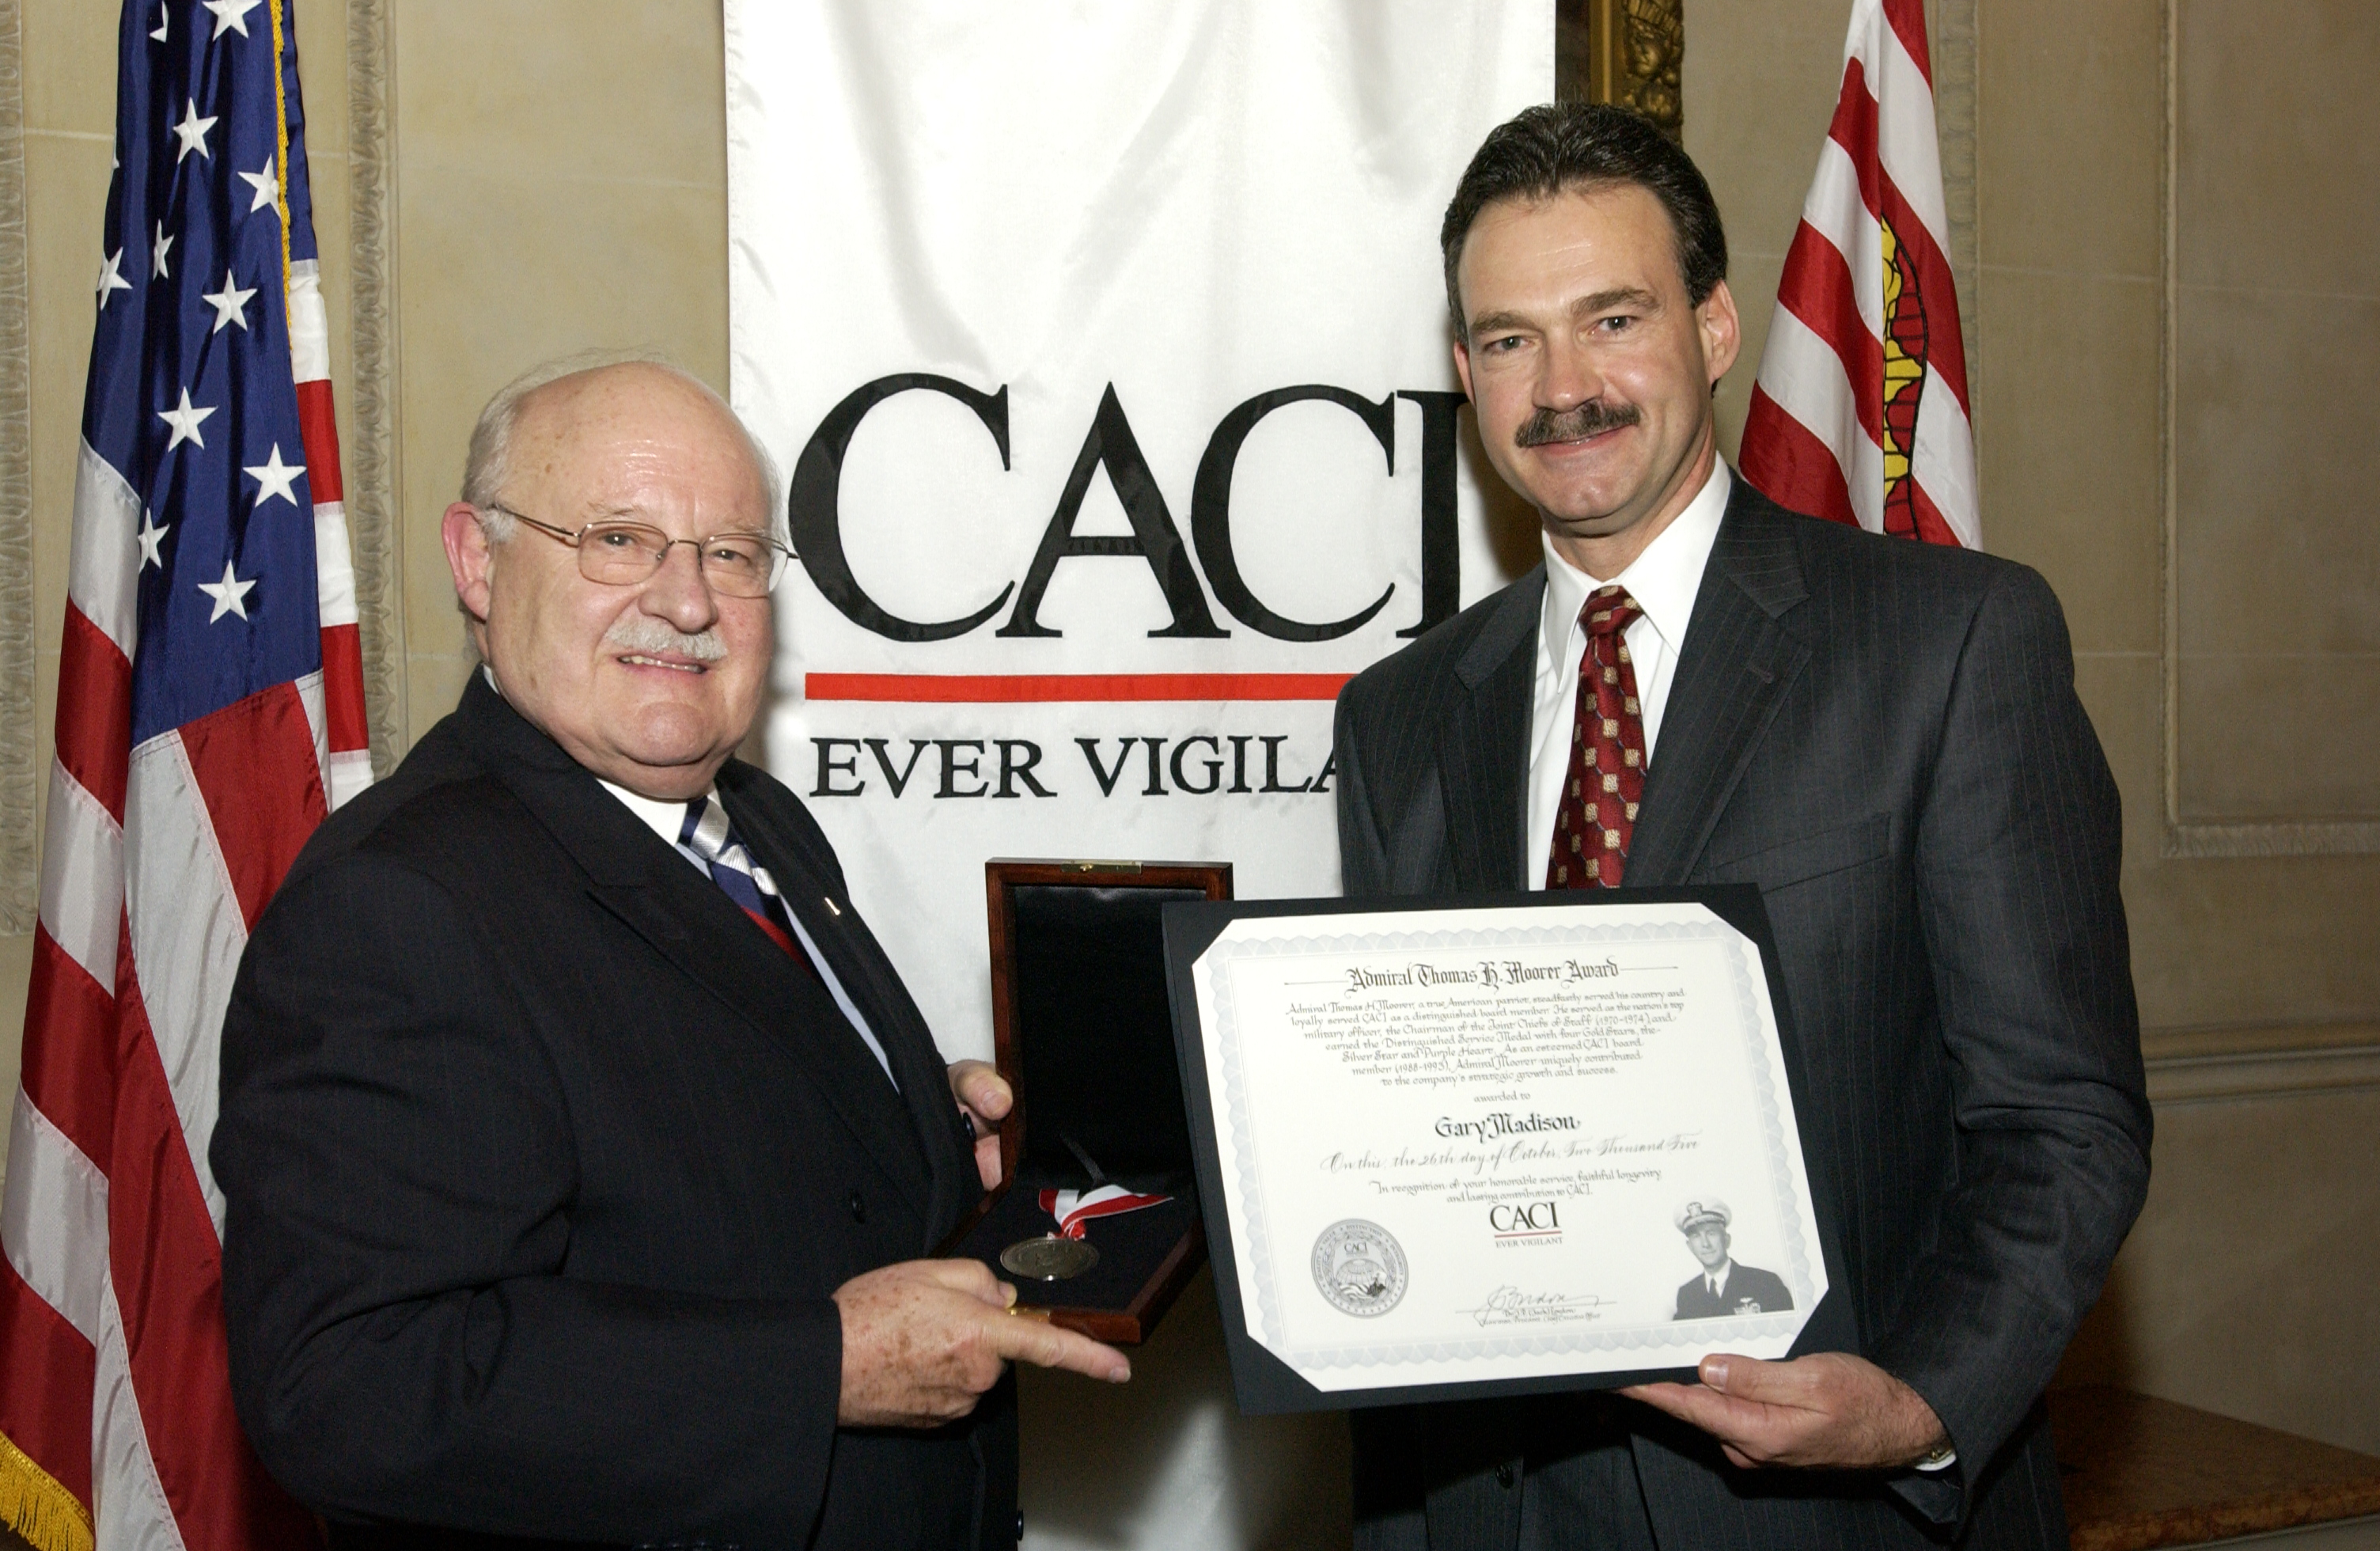 CACI
EVER VIGILA
Admiral Thomas H. Moorer Award
Admiral Thomas H. Moorer, a true American patriot, steadfastly served his country and
loyally served CACI as a distinguished board member. He served as the nation's top
military officer, the Chairman of the Joint Chiefs of Staff (1970-1974) and
earned the Distinguished Service Medal with four Gold Stars, the
Silver Star and Purple Heart. As an esteemed CACI board
member (1988-1995), Admiral Moorer uniquely contributed
to the company's strategic growth and success.
awarded to
Gary Madison
On this, the 26th day of October, Two Thousand Five
In recognition of your honorable service, faithful longevity,
and lasting contribution to CACI.
CACI
EVER VIGILANT
CACI